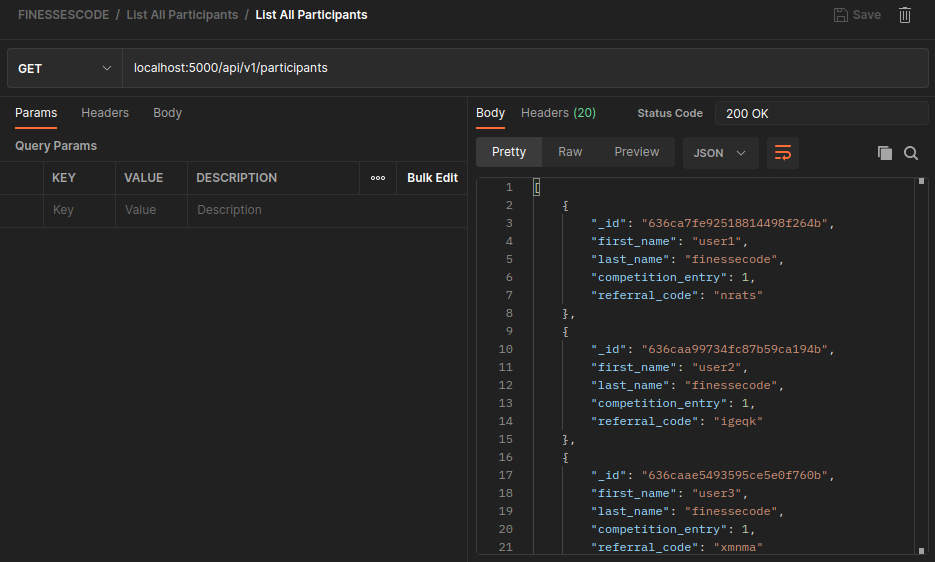 FINESSESCODE / List All Participants / List All Participants
Save
GET
localhost:5000/api/v1/participants
Params Headers Body
Query Params
KEY VALUE DESCRIPTION ooo Bulk Edit
Key Value Description
Body Headers (20) Status Code 200 OK
Pretty Raw Preview JSON
1 [
2 {
3 "_id": "636ca7fe92518814498f264b",
4 "first_name": "user1",
5 "last_name": "finessecode",
6 "competition_entry": 1,
7 "referral_code": "nrats"
8 },
9 {
10 "_id": "636caa99734fc87b59ca194b",
11 "first_name": "user2",
12 "last_name": "finessecode",
13 "competition_entry": 1,
14 "referral_code": "igeqk"
15 },
16 {
17 "_id": "636caae5493595ce5e0f760b",
18 "first_name": "user3",
19 "last_name": "finessecode",
20 "competition_entry": 1,
21 "referral_code": "xmnma"